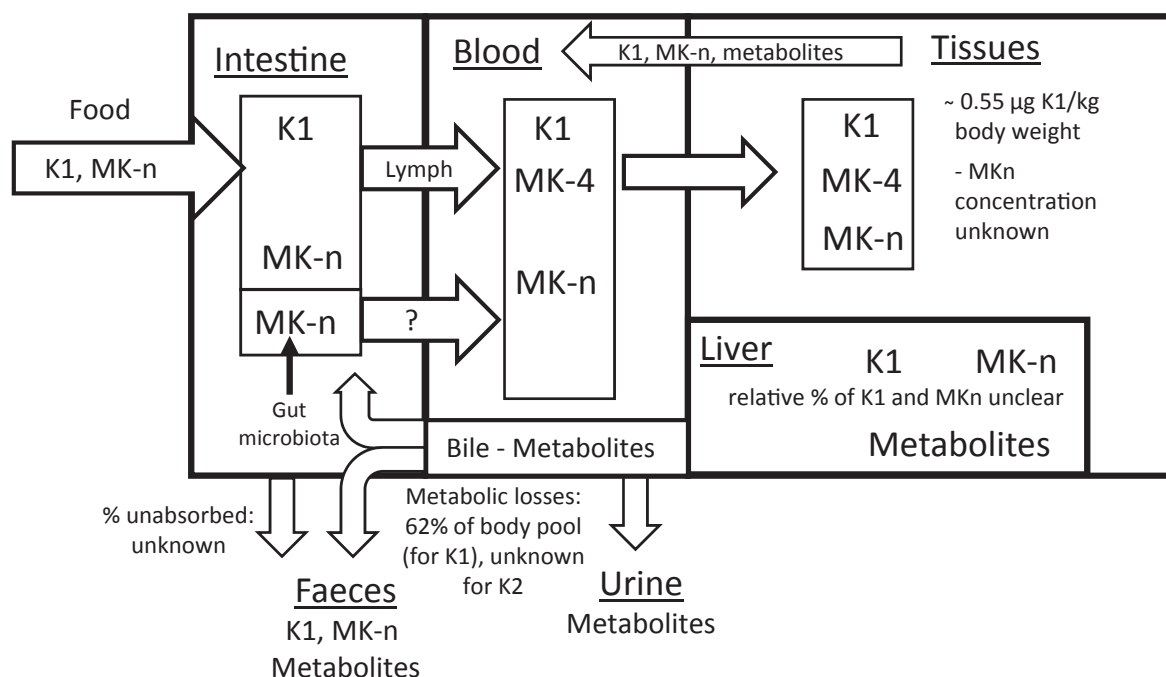 Food
K1, MK-n
Intestine
K1
MK-n
MK-n
Gut
microbiota
Lymph
?
Blood
K1
MK-4
MK-n
K1, MK-n, metabolites
Tissues
K1
MK-4
MK-n
~ 0.55 µg K1/kg
body weight
- MKn
concentration
unknown
Liver
K1 MK-n
relative % of K1 and MKn unclear
Metabolites
Bile - Metabolites
% unabsorbed:
unknown
Metabolic losses:
62% of body pool
(for K1), unknown
for K2
Faeces
K1, MK-n
Metabolites
Urine
Metabolites